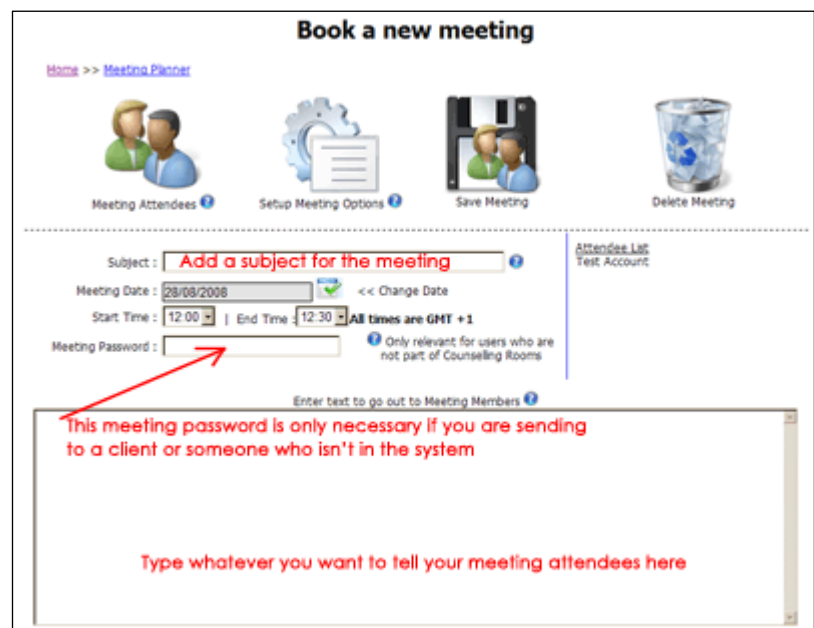 Book a new meeting
Home >> Meeting Planner
Meeting Attendees ?
Setup Meeting Options ?
Save Meeting
Delete Meeting
Subject : Add a subject for the meeting ?
Attendee List
Test Account
Meeting Date : 28/08/2008 << Change Date
Start Time : 12:00 | End Time : 12:30 All times are GMT +1
Meeting Password : ? Only relevant for users who are
not part of Counseling Rooms
Enter text to go out to Meeting Members ?
This meeting password is only necessary if you are sending
to a client or someone who isn't in the system
Type whatever you want to tell your meeting attendees here